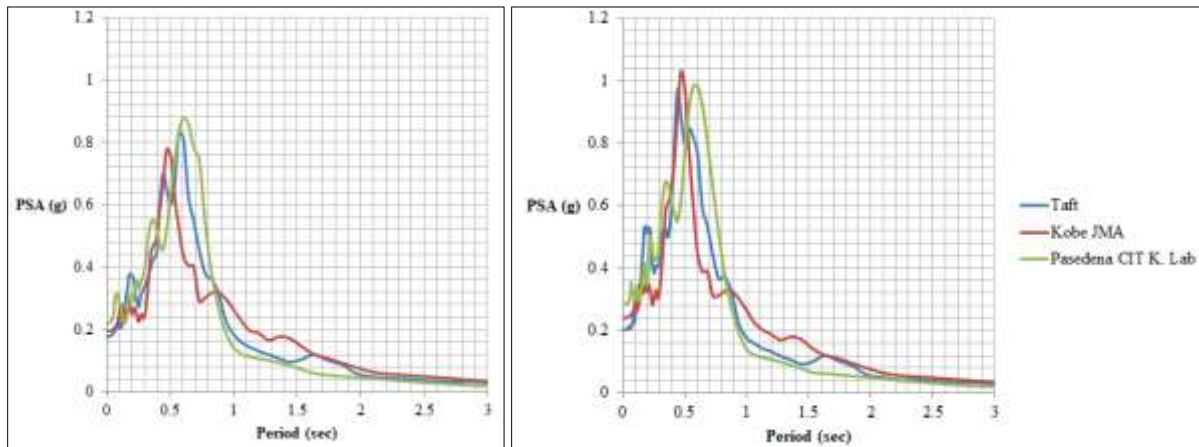 1.2
1
0.8
PSA (g) 0.6
0.4
0.2
0
0 0.5 1 1.5 2 2.5 3
Period (sec)
1.2
1
0.8
PSA (g) 0.6
0.4
0.2
0
0 0.5 1 1.5 2 2.5 3
Period (sec)
Taft
Kobe JMA
Pasedena CIT K. Lab